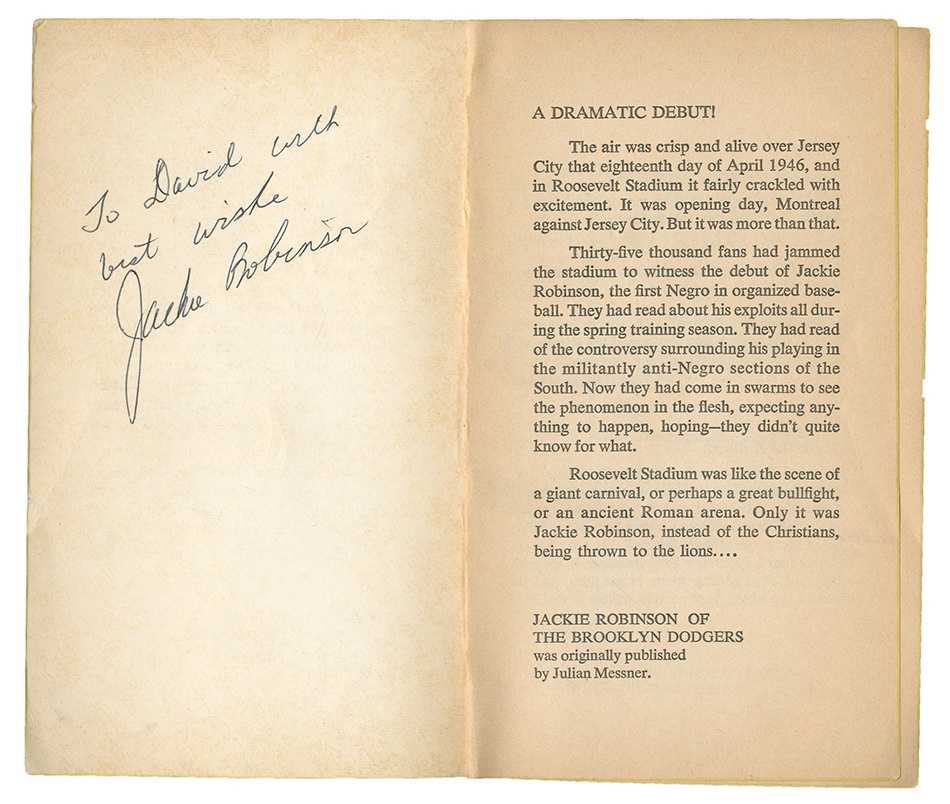 To David with
best wishe
Jackie Robinson
A DRAMATIC DEBUT!
The air was crisp and alive over Jersey
City that eighteenth day of April 1946, and
in Roosevelt Stadium it fairly crackled with
excitement. It was opening day, Montreal
against Jersey City. But it was more than that.
Thirty-five thousand fans had jammed
the stadium to witness the debut of Jackie
Robinson, the first Negro in organized base-
ball. They had read about his exploits all dur-
ing the spring training season. They had read
of the controversy surrounding his playing in
the militantly anti-Negro sections of the
South. Now they had come in swarms to see
the phenomenon in the flesh, expecting any-
thing to happen, hoping—they didn't quite
know for what.
Roosevelt Stadium was like the scene of
a giant carnival, or perhaps a great bullfight,
or an ancient Roman arena. Only it was
Jackie Robinson, instead of the Christians,
being thrown to the lions....
JACKIE ROBINSON OF
THE BROOKLYN DODGERS
was originally published
by Julian Messner.